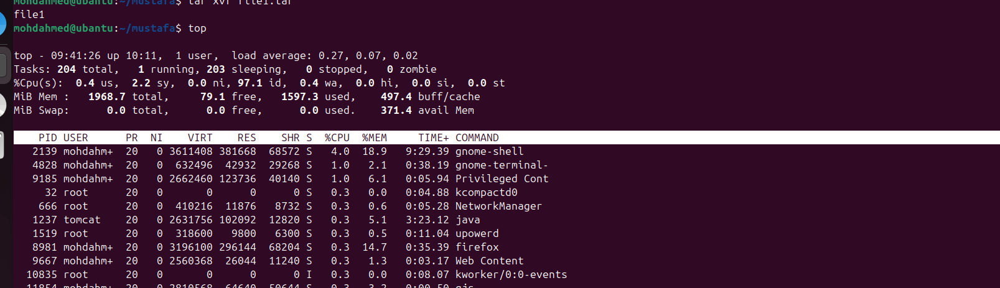 mohdahmed@ubantu:~/mustafa$ tar xvf file1.tar
file1
mohdahmed@ubantu:~/mustafa$ top
top - 09:41:26 up 10:11,  1 user,  load average: 0.27, 0.07, 0.02
Tasks: 204 total,   1 running, 203 sleeping,   0 stopped,   0 zombie
%Cpu(s):  0.4 us,  2.2 sy,  0.0 ni, 97.1 id,  0.4 wa,  0.0 hi,  0.0 si,  0.0 st
MiB Mem :   1968.7 total,     79.1 free,   1597.3 used,    497.4 buff/cache
MiB Swap:      0.0 total,      0.0 free,      0.0 used.    371.4 avail Mem
    PID USER      PR  NI    VIRT    RES    SHR S  %CPU  %MEM     TIME+ COMMAND
   2139 mohdahm+  20   0 3611408 381668  68572 S   4.0  18.9   9:29.39 gnome-shell
   4828 mohdahm+  20   0  632496  42932  29268 S   1.0   2.1   0:38.19 gnome-terminal-
   9185 mohdahm+  20   0 2662460 123736  40140 S   1.0   6.1   0:05.94 Privileged Cont
     32 root      20   0       0      0      0 S   0.3   0.0   0:04.88 kcompactd0
    666 root      20   0  410216  11876   8732 S   0.3   0.6   0:05.28 NetworkManager
   1237 tomcat    20   0 2631756 102092  12820 S   0.3   5.1   3:23.12 java
   1519 root      20   0  318600   9800   6300 S   0.3   0.5   0:11.04 upowerd
   8981 mohdahm+  20   0 3196100 296144  68204 S   0.3  14.7   0:35.39 firefox
   9667 mohdahm+  20   0 2560368  26044  11240 S   0.3   1.3   0:03.17 Web Content
  10835 root      20   0       0      0      0 I   0.3   0.0   0:08.07 kworker/0:0-events
  11854 mohdahm+  20   0 2810568  64640  50644 S   0.3   3.2   0:00.50 gjs